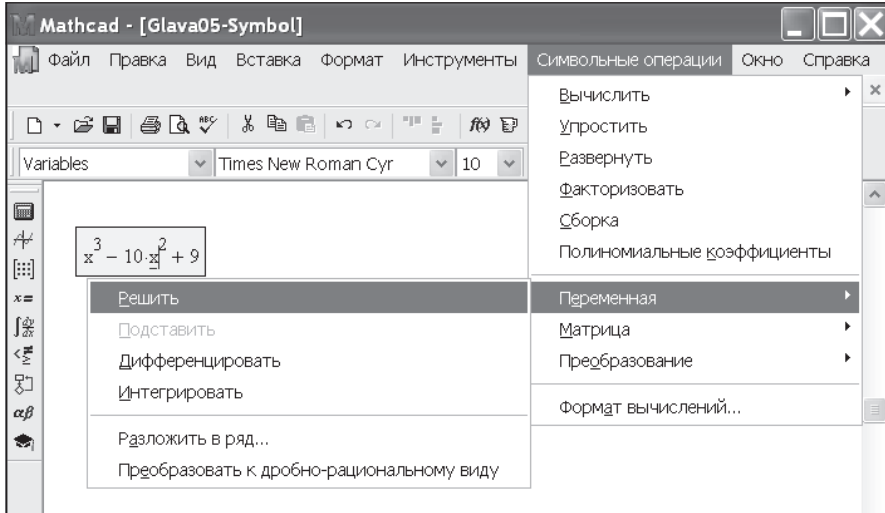 Mathcad - [Glava05-Symbol]
Файл Правка Вид Вставка Формат Инструменты Символьные операции Окно Справка
Variables Times New Roman Cyr 10
x³ − 10·x² + 9
Вычислить
Упростить
Развернуть
Факторизовать
Сборка
Полиномиальные коэффициенты
Переменная
Матрица
Преобразование
Формат вычислений...
Решить
Подставить
Дифференцировать
Интегрировать
Разложить в ряд...
Преобразовать к дробно-рациональному виду